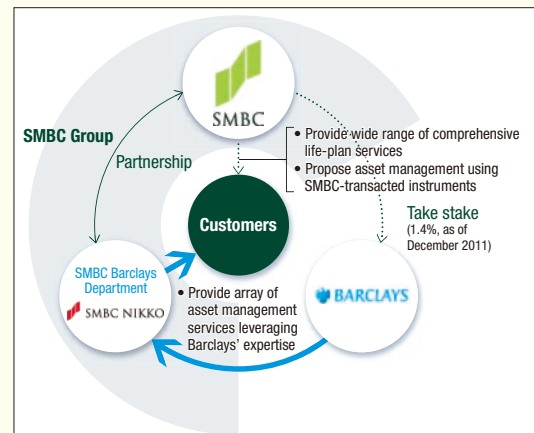 SMBC
SMBC Group
Partnership
• Provide wide range of comprehensive
life-plan services
• Propose asset management using
SMBC-transacted instruments
Customers
Take stake
(1.4%, as of
December 2011)
SMBC Barclays
Department
SMBC NIKKO
• Provide array of
asset management
services leveraging
Barclays’ expertise
BARCLAYS